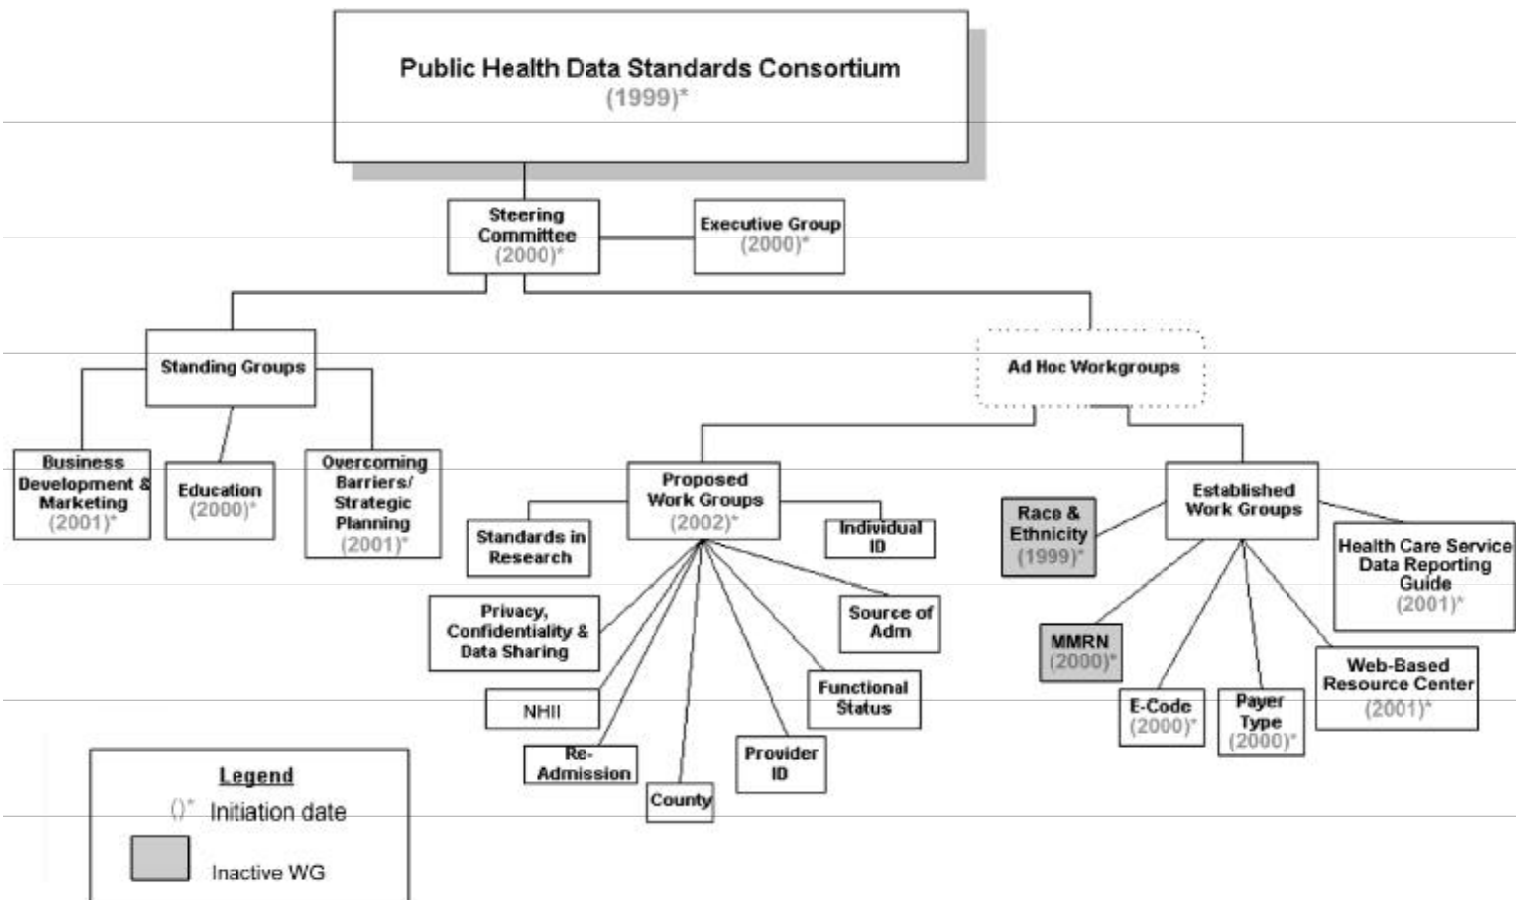 Public Health Data Standards Consortium
(1999)*
Steering
Committee
(2000)*
Executive Group
(2000)*
Standing Groups
Ad Hoc Workgroups
Business
Development &
Marketing
(2001)*
Education
(2000)*
Overcoming
Barriers/
Strategic
Planning
(2001)*
Proposed
Work Groups
(2002)*
Standards in
Research
Individual
ID
Privacy,
Confidentiality &
Data Sharing
Source of
Adm
NHII
Functional
Status
Re-
Admission
Provider
ID
County
Established
Work Groups
Race &
Ethnicity
(1999)*
Health Care Service
Data Reporting
Guide
(2001)*
MMRN
(2000)*
Web-Based
Resource Center
(2001)*
E-Code
(2000)*
Payer
Type
(2000)*
Legend
()* Initiation date
Inactive WG